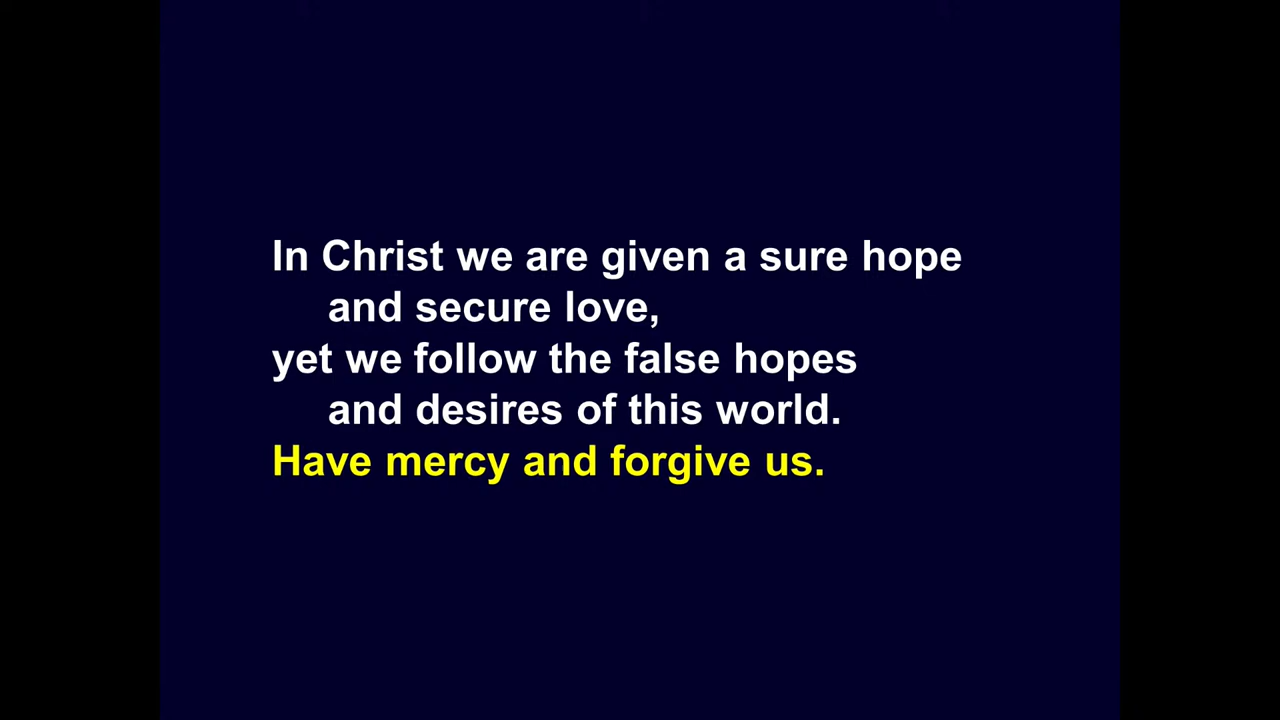 In Christ we are given a sure hope
and secure love,
yet we follow the false hopes
and desires of this world.
Have mercy and forgive us.